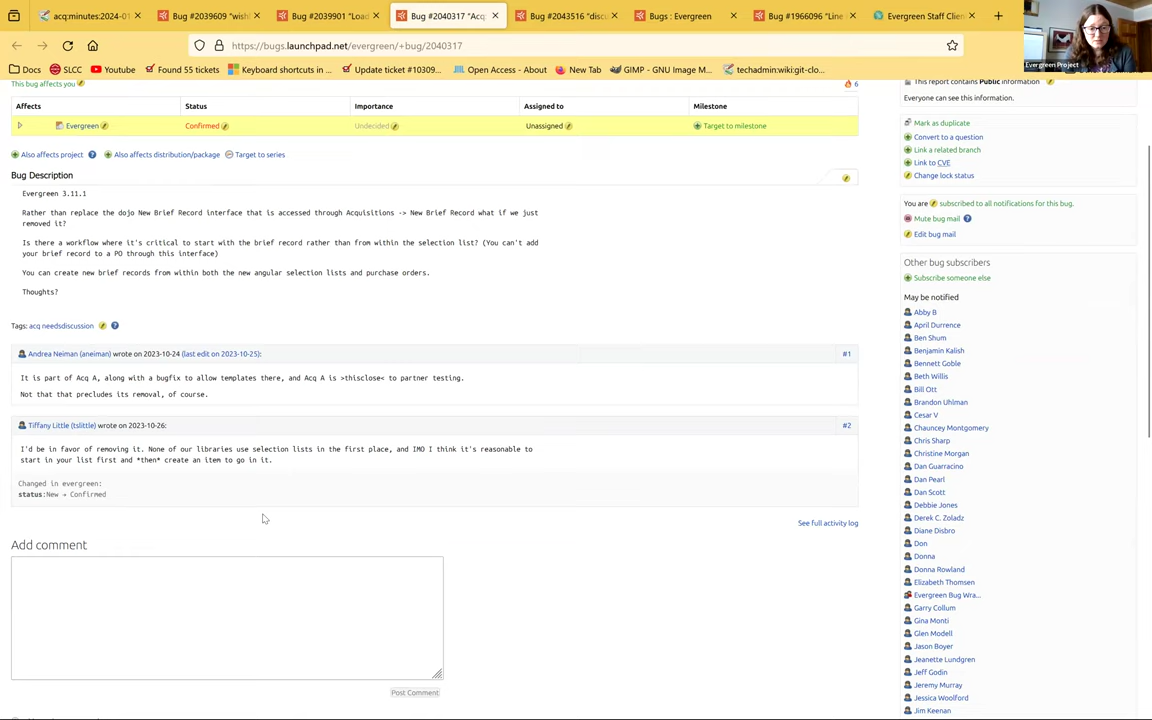 acq:minutes:2024-01
Bug #2039609 "wish
Bug #2039901 "Load
Bug #2040317 "Acq:
Bug #2043516 "disc
Bugs : Evergreen
Bug #1966096 "Line
Evergreen Staff Clien
https://bugs.launchpad.net/evergreen/+bug/2040317
Docs SLCC Youtube Found 55 tickets Keyboard shortcuts in ... Update ticket #10309... Open Access - About New Tab GIMP - GNU Image M... techadmin:wiki:git-clo...
Evergreen Project
This bug affects you
6
Affects Status Importance Assigned to Milestone
Evergreen Confirmed Undecided Unassigned Target to milestone
Also affects project Also affects distribution/package Target to series
Bug Description
Evergreen 3.11.1
Rather than replace the dojo New Brief Record interface that is accessed through Acquisitions -> New Brief Record what if we just
removed it?
Is there a workflow where it's critical to start with the brief record rather than from within the selection list? (You can't add
your brief record to a PO through this interface)
You can create new brief records from within both the new angular selection lists and purchase orders.
Thoughts?
Tags: acq needsdiscussion
Andrea Neiman (aneiman) wrote on 2023-10-24 (last edit on 2023-10-25): #1
It is part of Acq A, along with a bugfix to allow templates there, and Acq A is >thisclose< to partner testing.
Not that that precludes its removal, of course.
Tiffany Little (tslittle) wrote on 2023-10-26: #2
I'd be in favor of removing it. None of our libraries use selection lists in the first place, and IMO I think it's reasonable to
start in your list first and *then* create an item to go in it.
Changed in evergreen:
status:New → Confirmed
See full activity log
Add comment
Post Comment
This report contains Public information
Everyone can see this information.
Mark as duplicate
Convert to a question
Link a related branch
Link to CVE
Change lock status
You are subscribed to all notifications for this bug.
Mute bug mail
Edit bug mail
Other bug subscribers
Subscribe someone else
May be notified
Abby B
April Durrence
Ben Shum
Benjamin Kalish
Bennett Goble
Beth Willis
Bill Ott
Brandon Uhlman
Cesar V
Chauncey Montgomery
Chris Sharp
Christine Morgan
Dan Guarracino
Dan Pearl
Dan Scott
Debbie Jones
Derek C. Zoladz
Diane Disbro
Don
Donna
Donna Rowland
Elizabeth Thomsen
Evergreen Bug Wra...
Garry Collum
Gina Monti
Glen Modell
Jason Boyer
Jeanette Lundgren
Jeff Godin
Jeremy Murray
Jessica Woolford
Jim Keenan